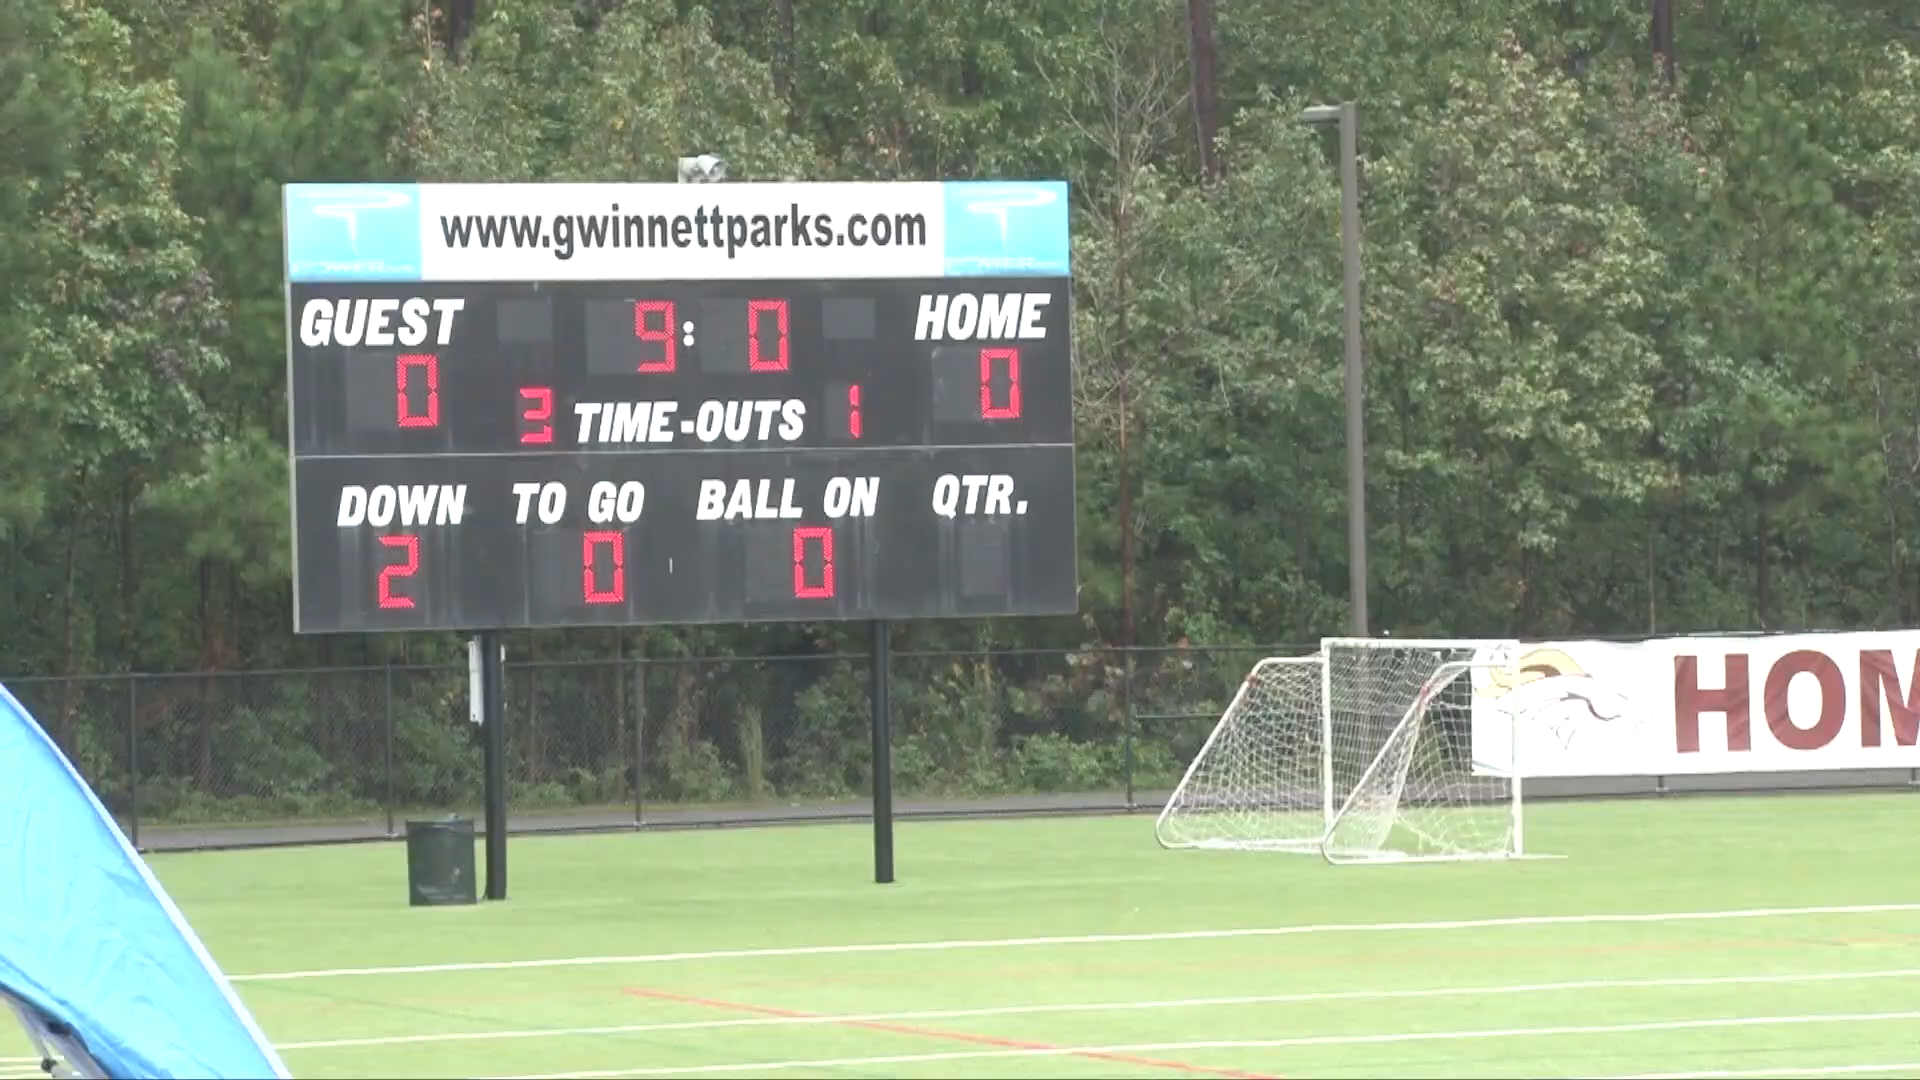 www.gwinnettparks.com
GUEST 9: 0 HOME
0 3 TIME-OUTS 1 0
DOWN TO GO BALL ON QTR.
2 0 0
HOM